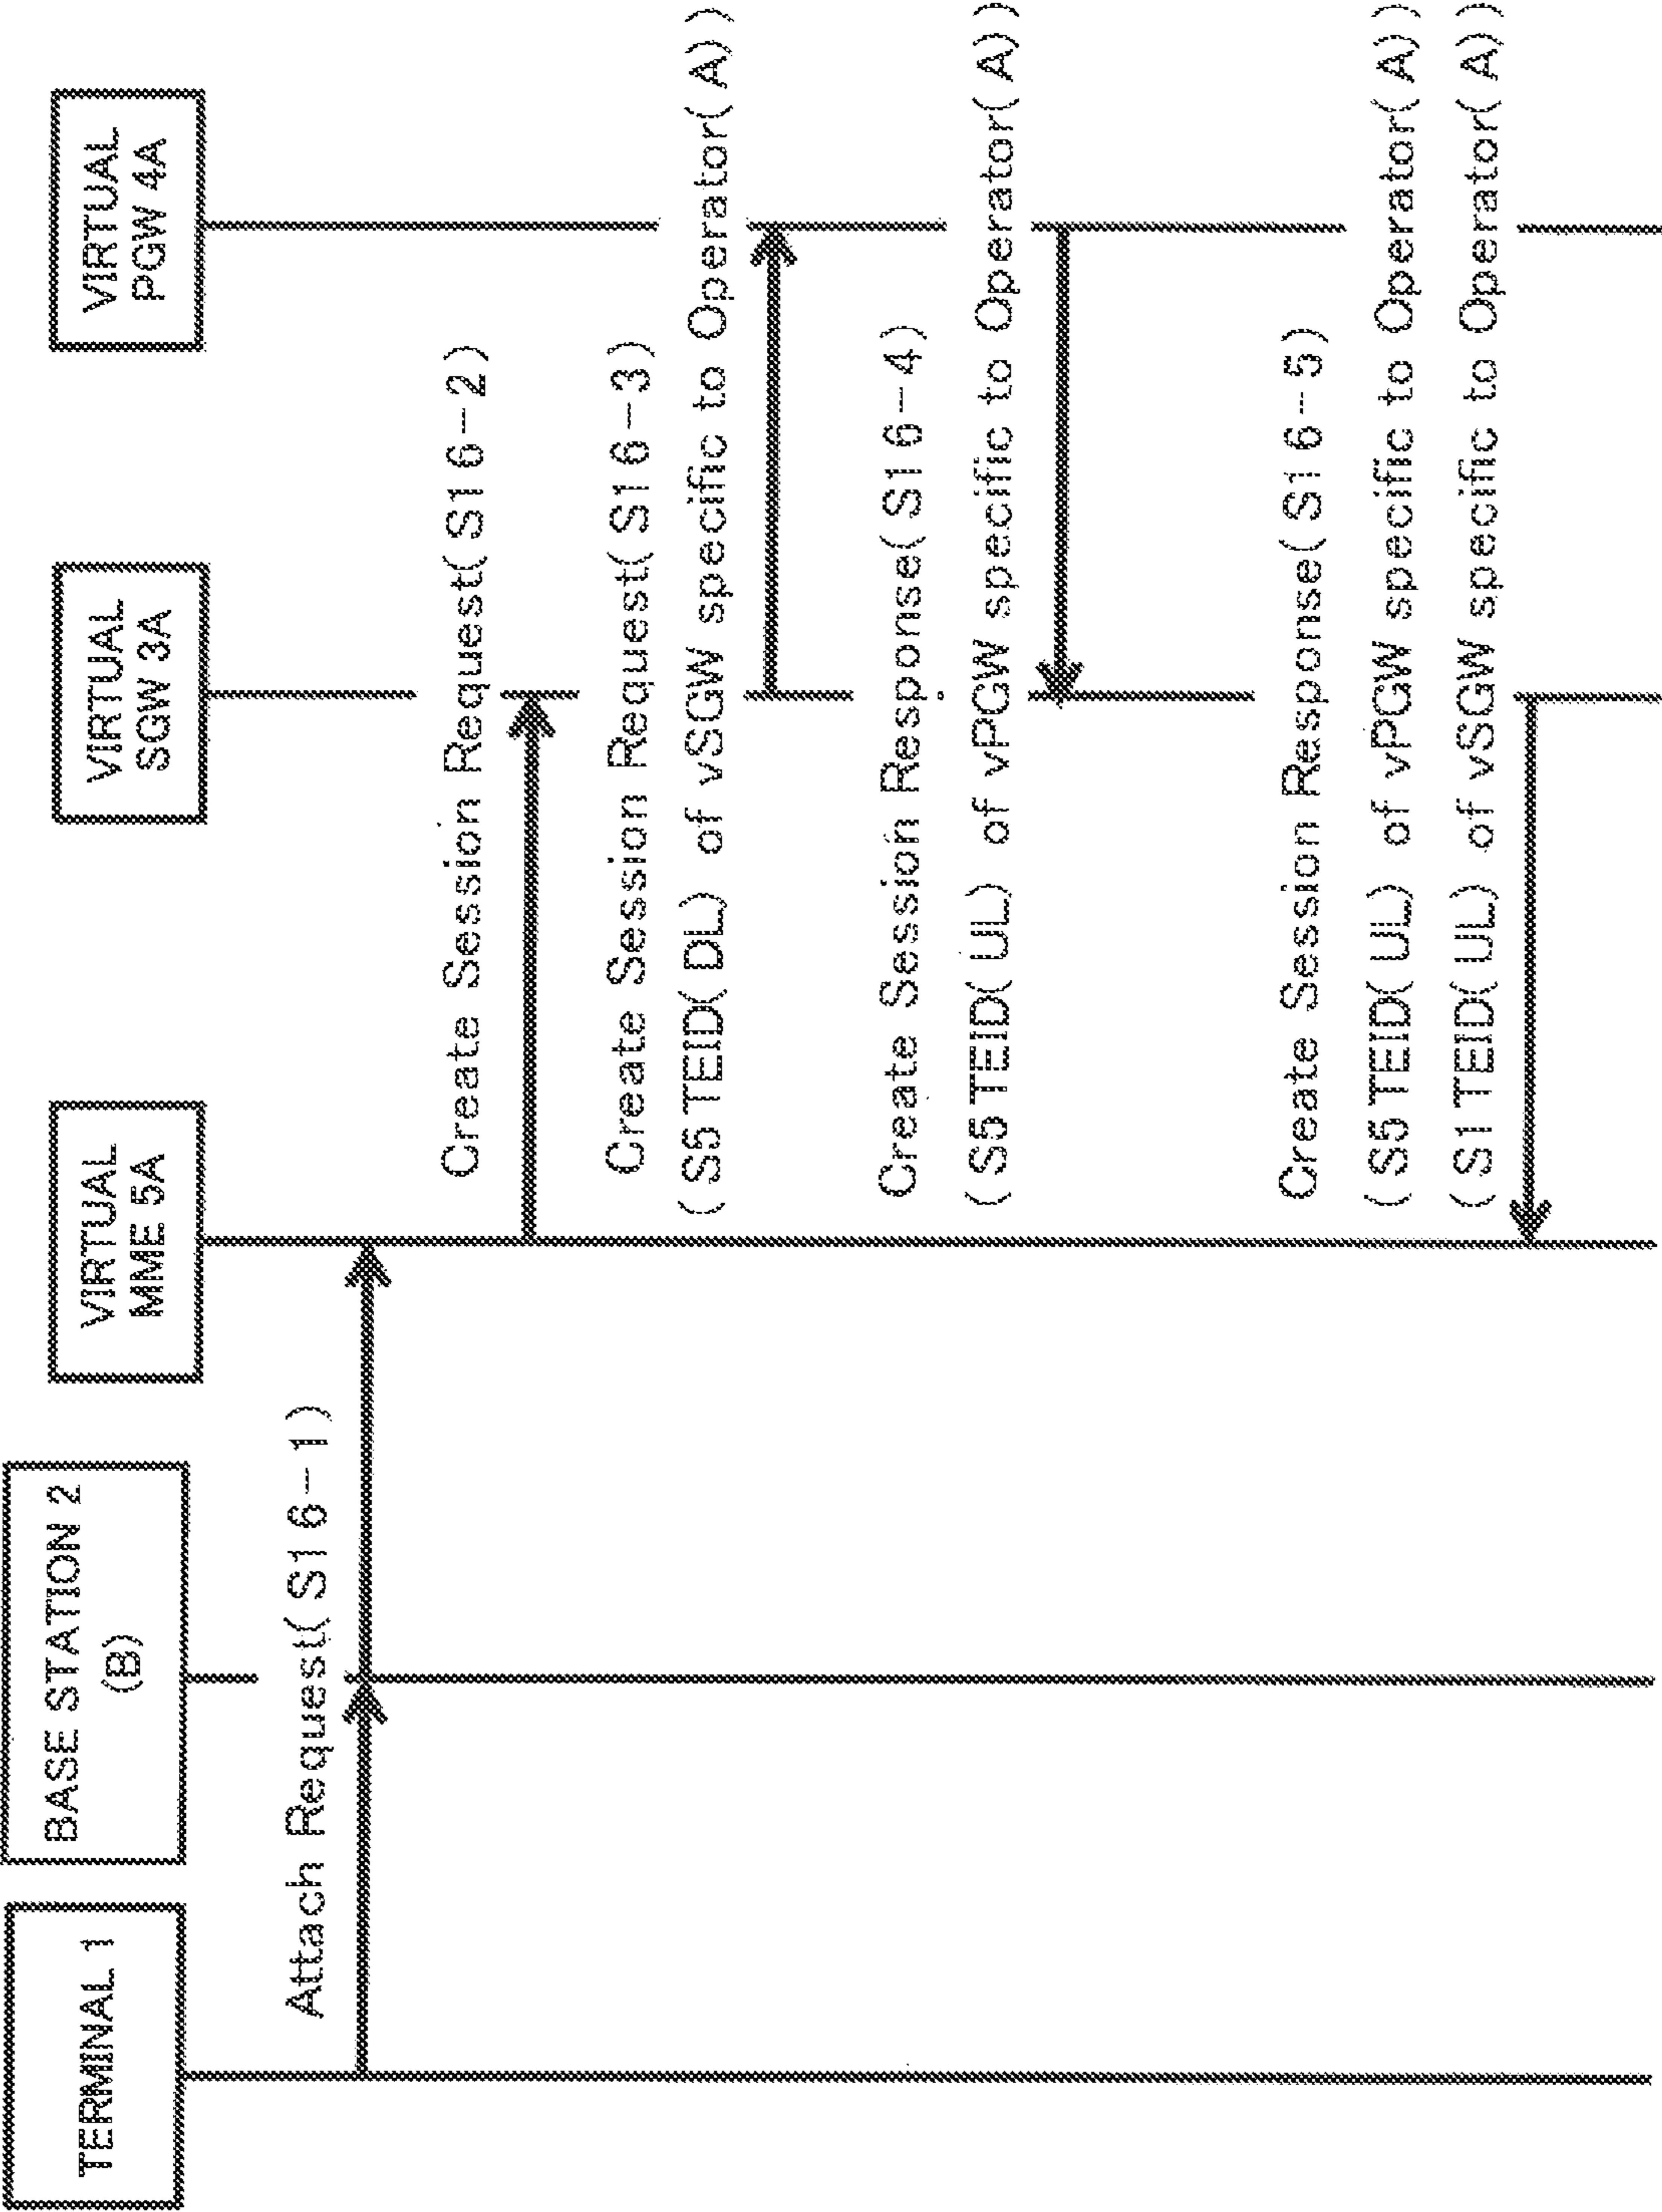 TERMINAL 1
BASE STATION 2
(B)
VIRTUAL
MME 5A
VIRTUAL
SGW 3A
VIRTUAL
PGW 4A
Attach Request(S16-1)
Create Session Request(S16-2)
Create Session Request(S16-3)
(S5 TEID(DL) of vSGW specific to Operator(A))
Create Session Response(S16-4)
(S5 TEID(UL) of vPGW specific to Operator(A))
Create Session Response(S16-5)
(S5 TEID(UL) of vPGW specific to Operator(A))
(S1 TEID(UL) of vSGW specific to Operator(A))